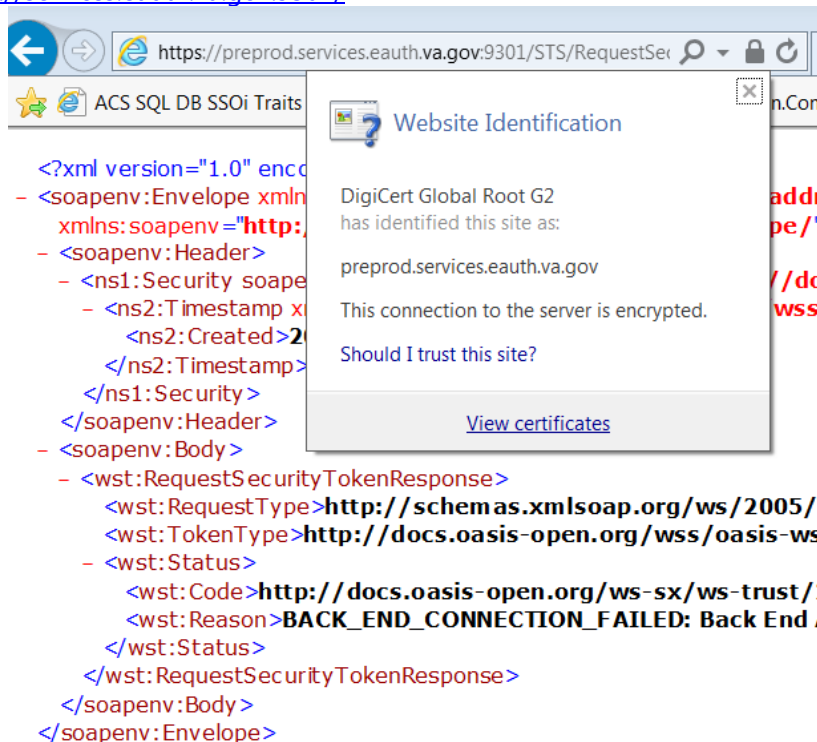 https://preprod.services.eauth.va.gov:9301/STS/RequestSec
ACS SQL DB SSOi Traits
n.Con
Website Identification
DigiCert Global Root G2
has identified this site as:
preprod.services.eauth.va.gov
This connection to the server is encrypted.
Should I trust this site?
View certificates
<?xml version="1.0" enco
- <soapenv:Envelope xmln addr
xmlns:soapenv="http:/ pe/"
- <soapenv:Header>
- <ns1:Security soape //do
- <ns2:Timestamp xm wss
<ns2:Created>20
</ns2:Timestamp>
</ns1:Security>
</soapenv:Header>
- <soapenv:Body>
- <wst:RequestSecurityTokenResponse>
<wst:RequestType>http://schemas.xmlsoap.org/ws/2005/
<wst:TokenType>http://docs.oasis-open.org/wss/oasis-ws
- <wst:Status>
<wst:Code>http://docs.oasis-open.org/ws-sx/ws-trust/
<wst:Reason>BACK_END_CONNECTION_FAILED: Back End
</wst:Status>
</wst:RequestSecurityTokenResponse>
</soapenv:Body>
</soapenv:Envelope>